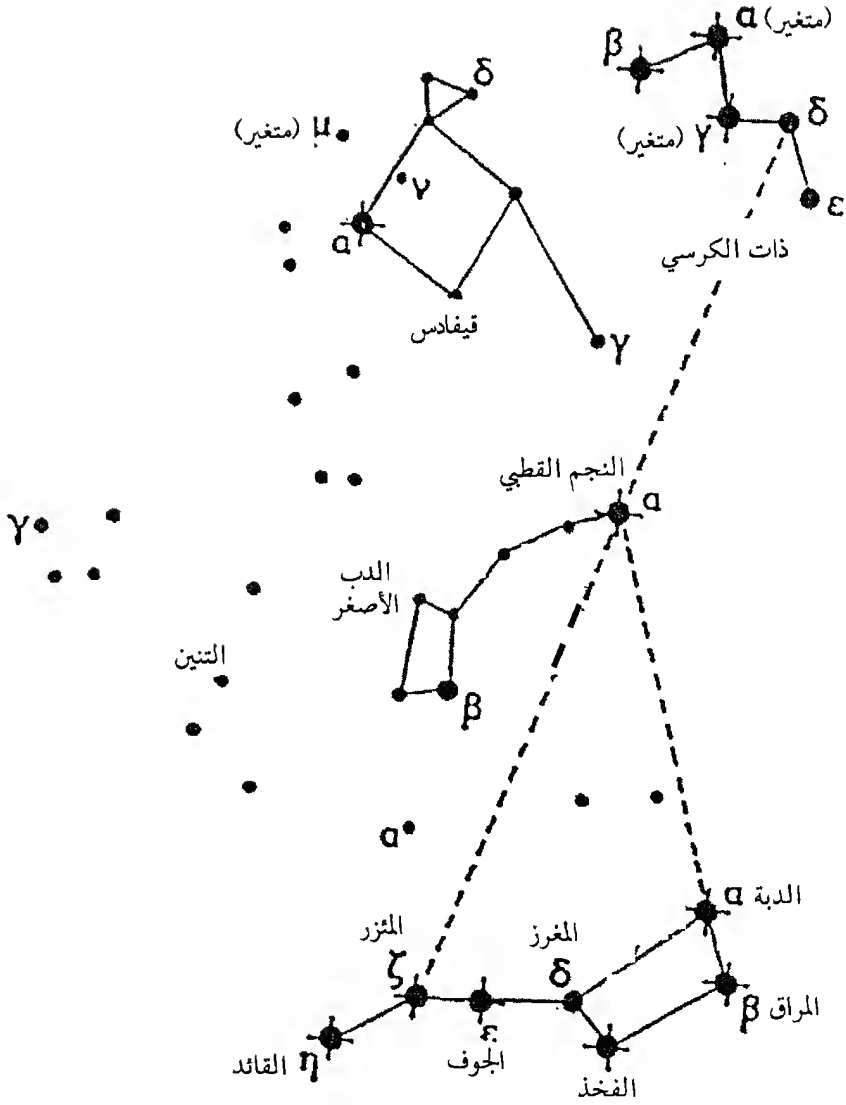 α (متغير)
β
δ
μ (متغير)
γ (متغير)
δ
ν
ε
α
ذات الكرسي
قيفادس
γ
النجم القطبي
α
γ
الدب
الأصغر
التنين
β
α
α الدبة
المئزر
المغرز
ζ
δ
β المراق
ε
η القائد
الجوف
الفخذ